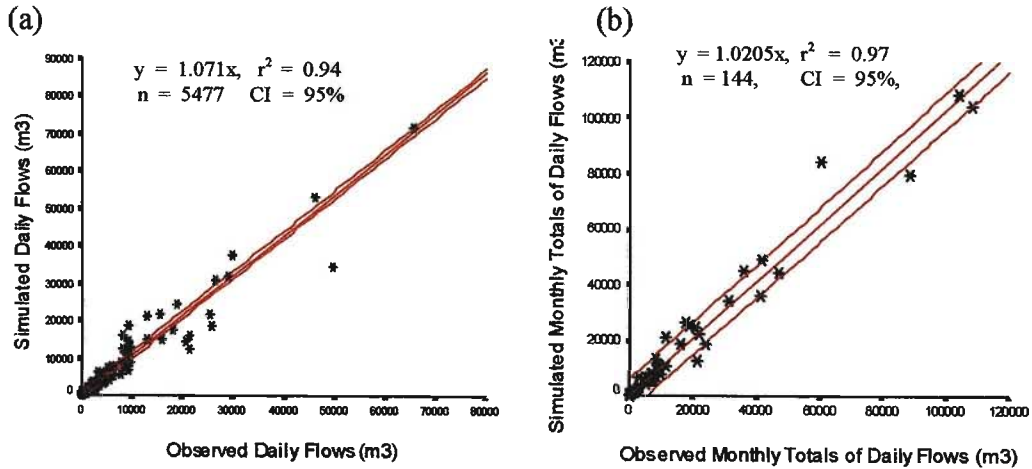 (a)
y = 1.071x, r² = 0.94
n = 5477 CI = 95%
Simulated Daily Flows (m3)
90000
80000
70000
60000
50000
40000
30000
20000
10000
0
0 10000 20000 30000 40000 50000 60000 70000 80000
Observed Daily Flows (m3)
(b)
y = 1.0205x, r² = 0.97
n = 144, CI = 95%,
Simulated Monthly Totals of Daily Flows (m3
120000
100000
80000
60000
40000
20000
0
0 20000 40000 60000 80000 100000 120000
Observed Monthly Totals of Daily Flows (m3)